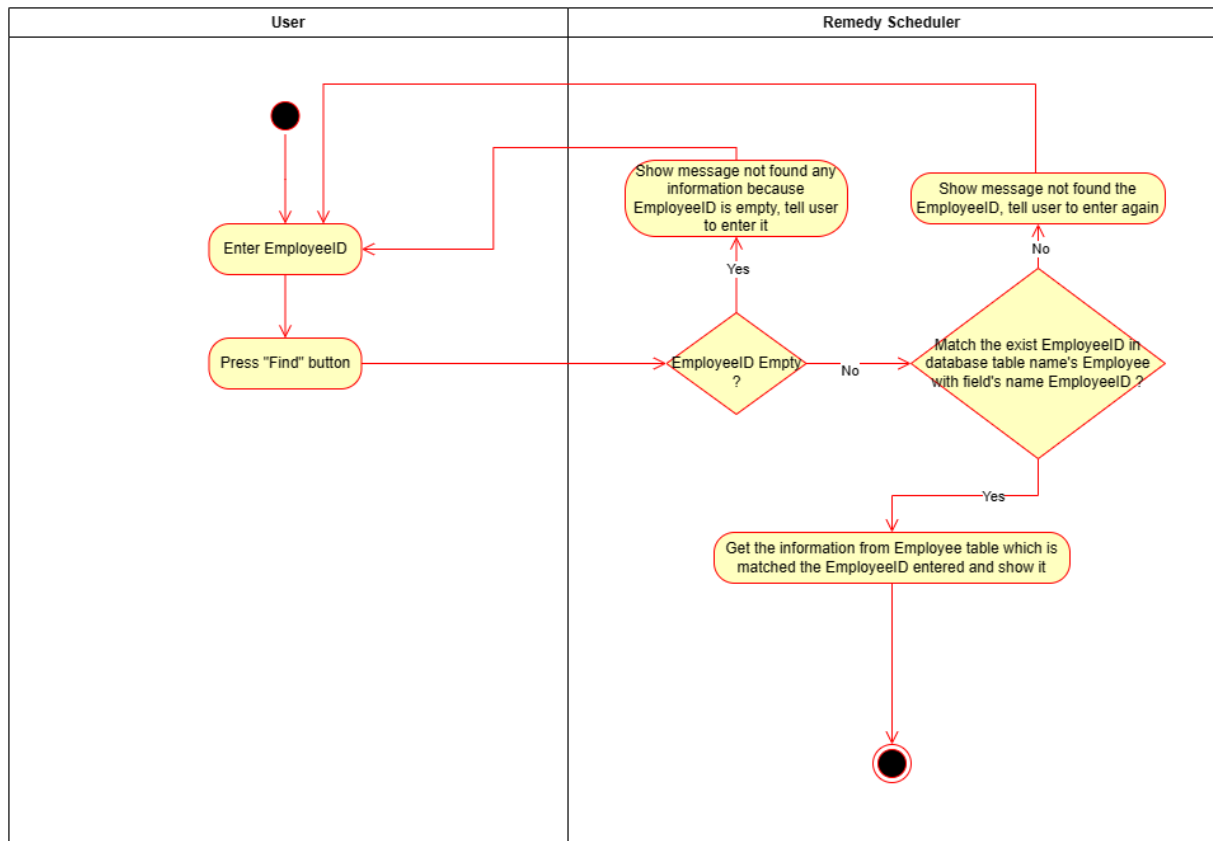 User
Remedy Scheduler
Show message not found any
information because
EmployeeID is empty, tell user
to enter it
Show message not found the
EmployeeID, tell user to enter again
Enter EmployeeID
No
Yes
Press "Find" button
EmployeeID Empty
?
No
Match the exist EmployeeID in
database table name's Employee
with field's name EmployeeID ?
Yes
Get the information from Employee table which is
matched the EmployeeID entered and show it